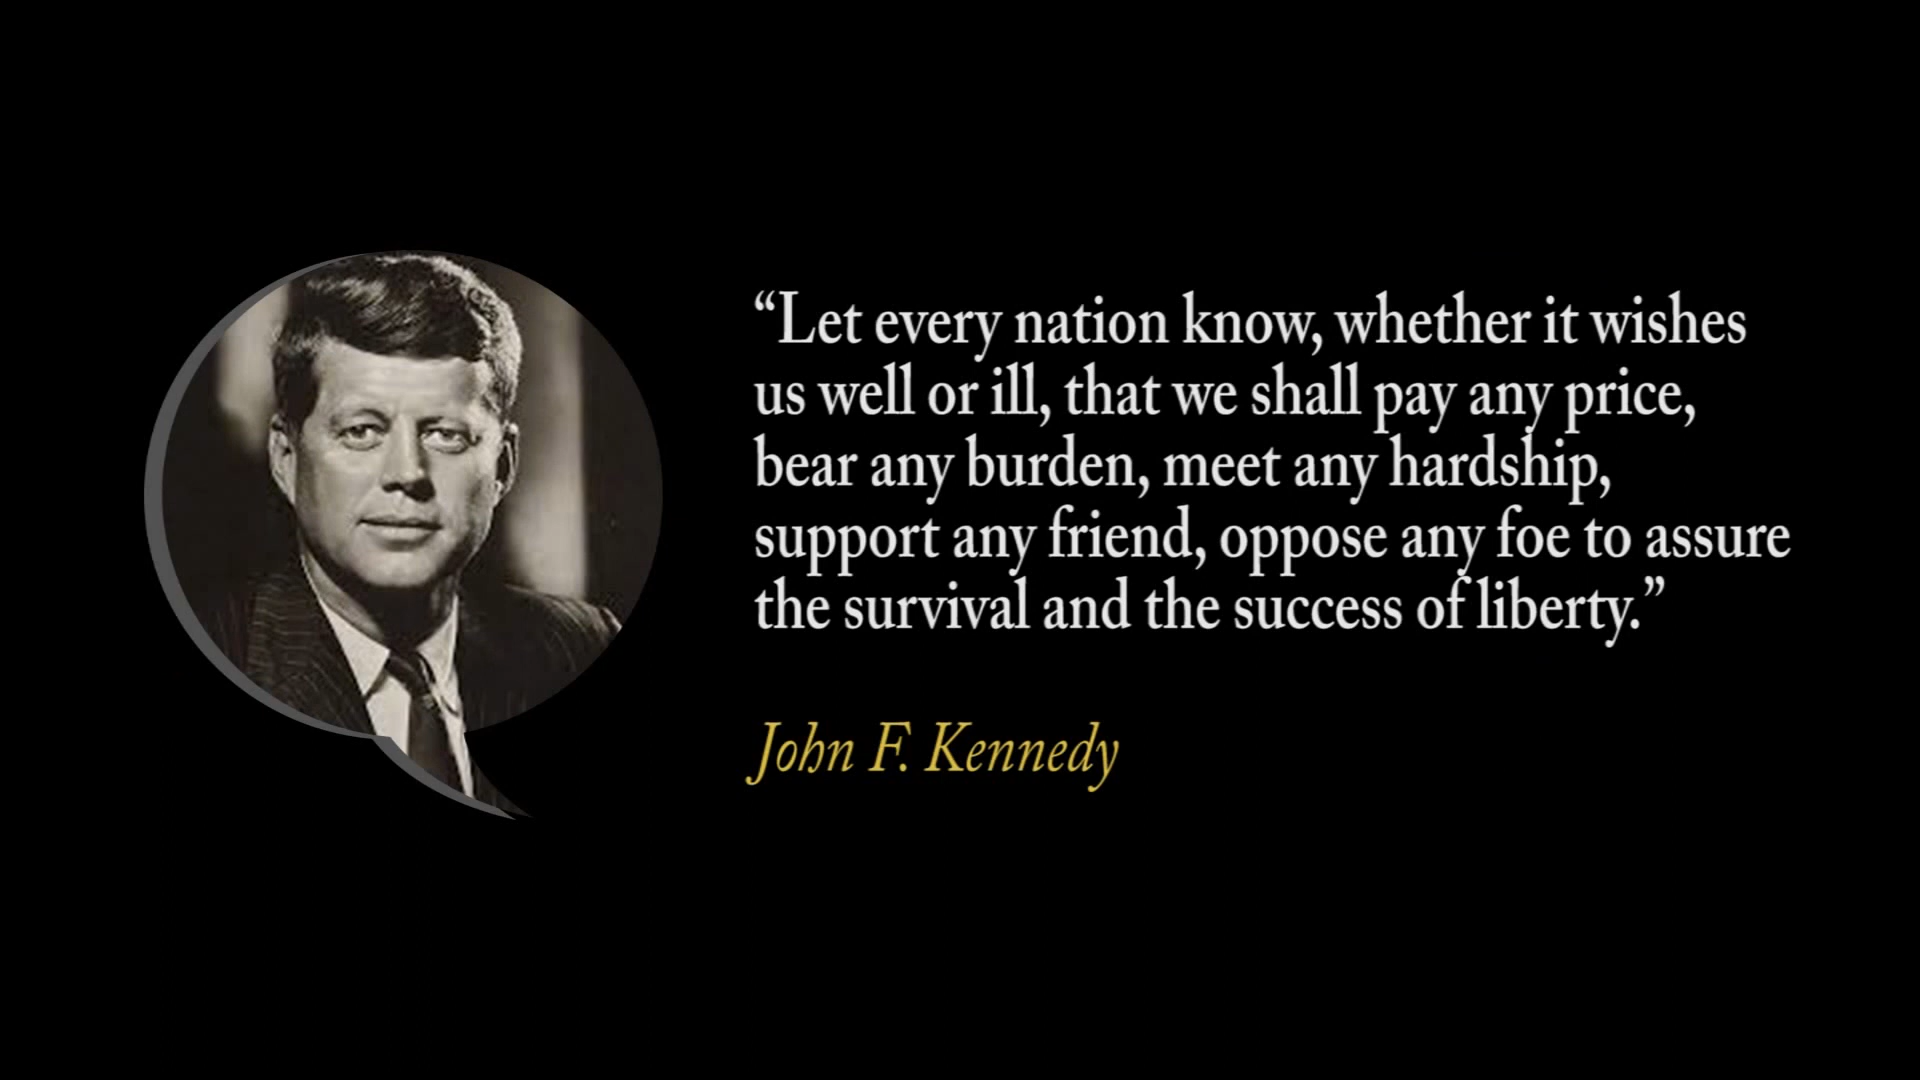 “Let every nation know, whether it wishes
us well or ill, that we shall pay any price,
bear any burden, meet any hardship,
support any friend, oppose any foe to assure
the survival and the success of liberty.”
John F. Kennedy